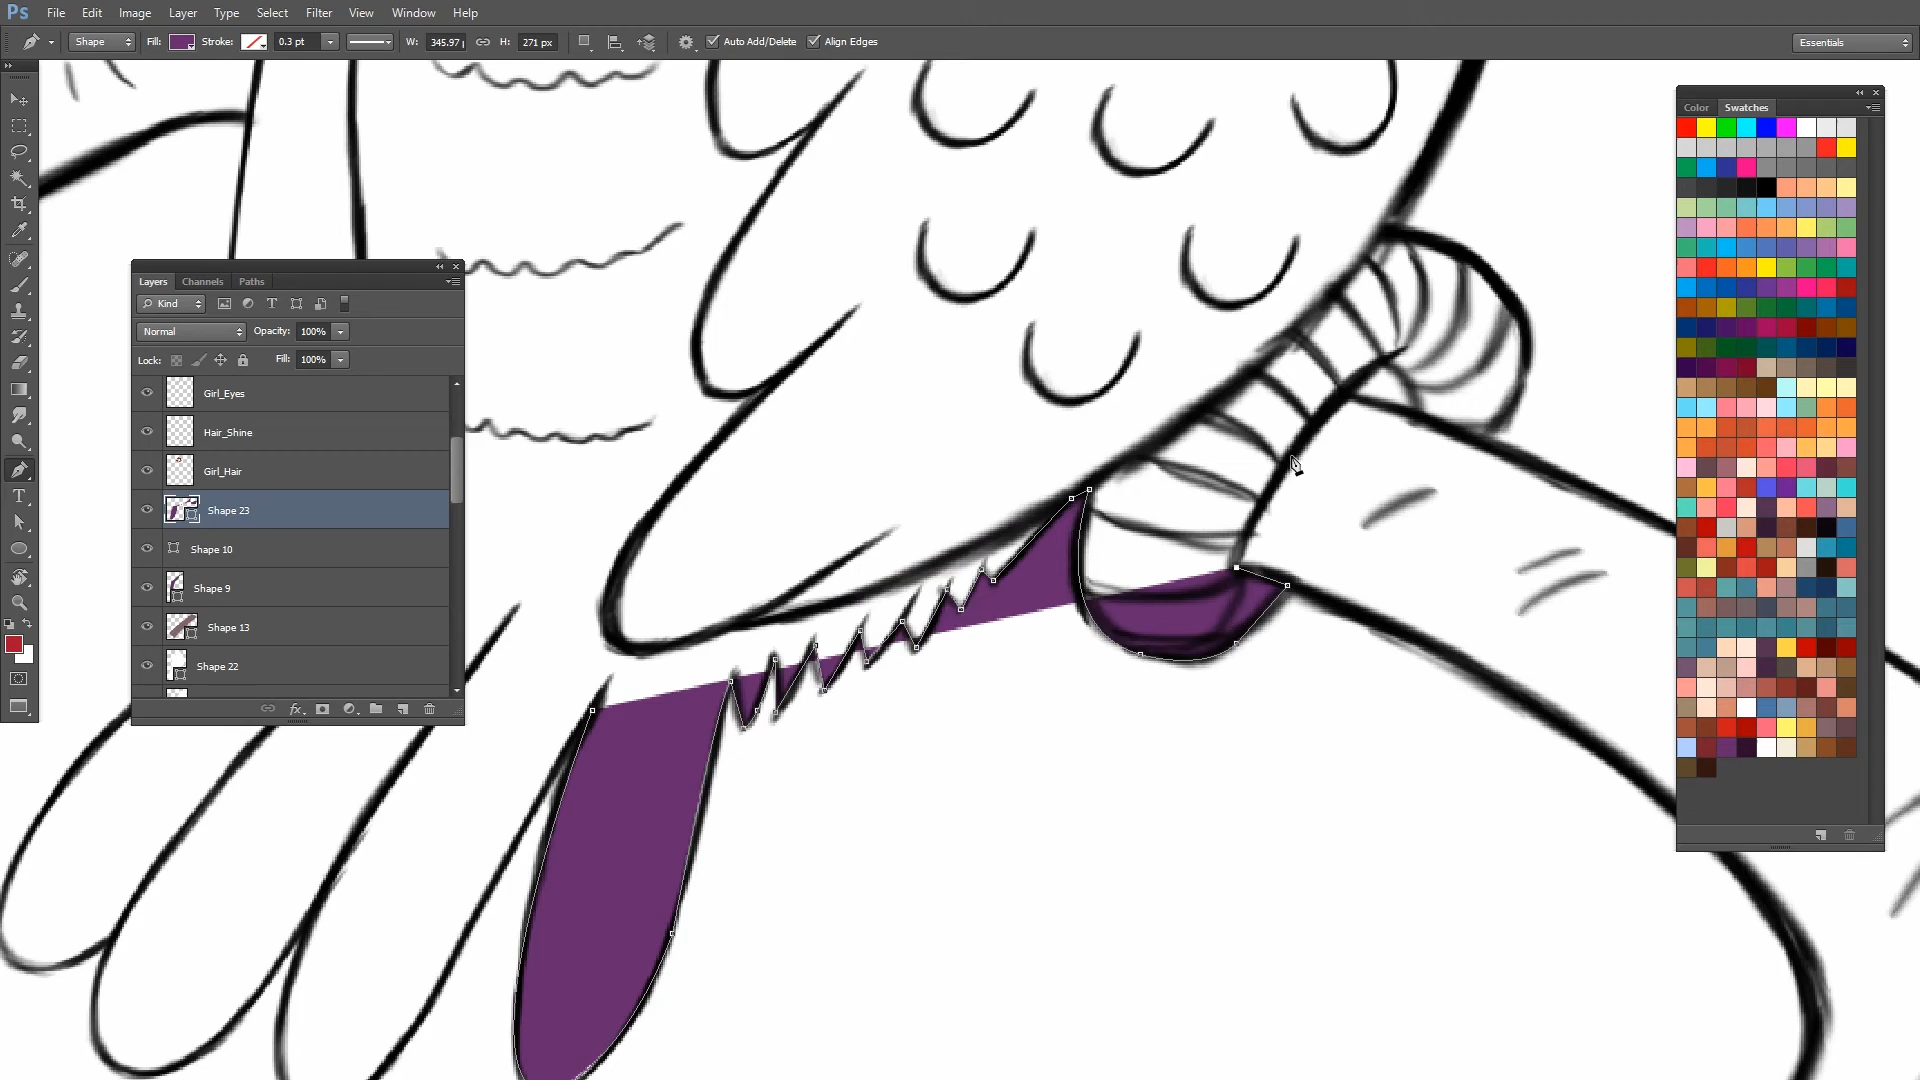 Ps File Edit Image Layer Type Select Filter View Window Help
Shape Fill: Stroke: 0.3 pt W: 345.97 H: 271 px Auto Add/Delete Align Edges Essentials
Color Swatches
Layers Channels Paths
Kind
Normal Opacity: 100%
Lock: Fill: 100%
Girl_Eyes
Hair_Shine
Girl_Hair
Shape 23
Shape 10
Shape 9
Shape 13
Shape 22